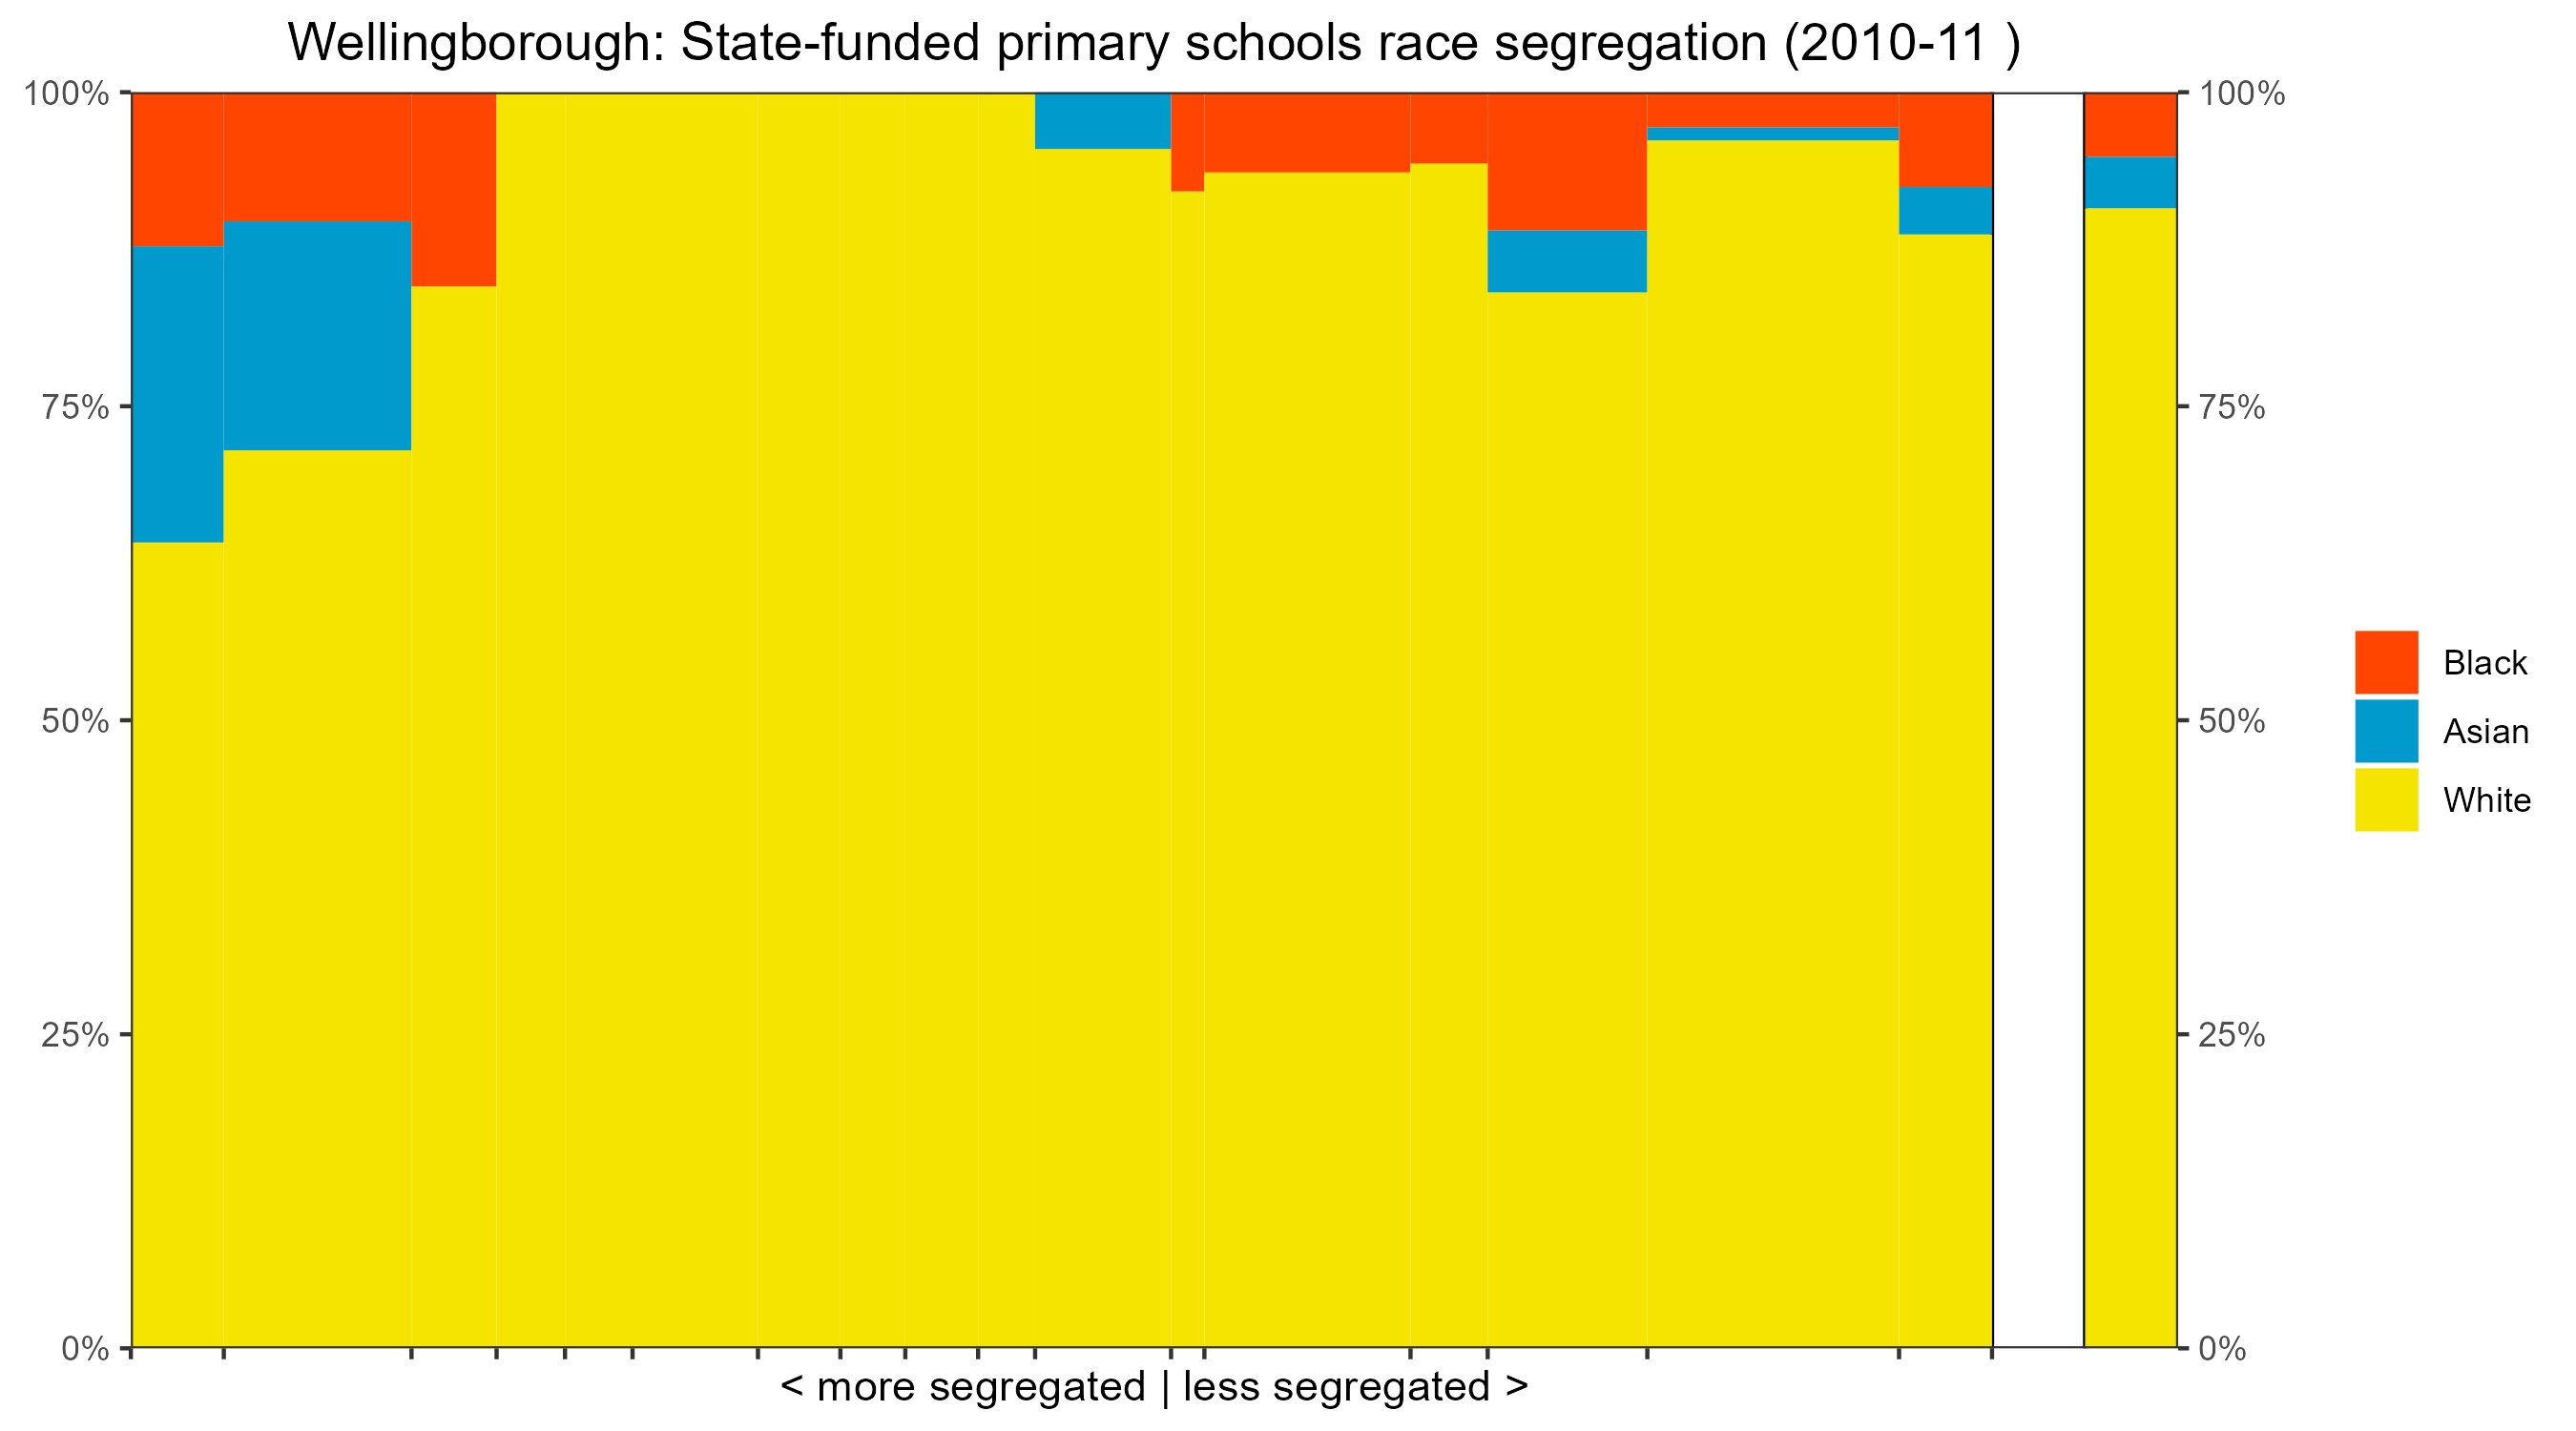 Wellingborough: State-funded primary schools race segregation (2010-11 )
100%
75%
50%
25%
0%
100%
75%
50%
25%
0%
Black
Asian
White
< more segregated | less segregated >